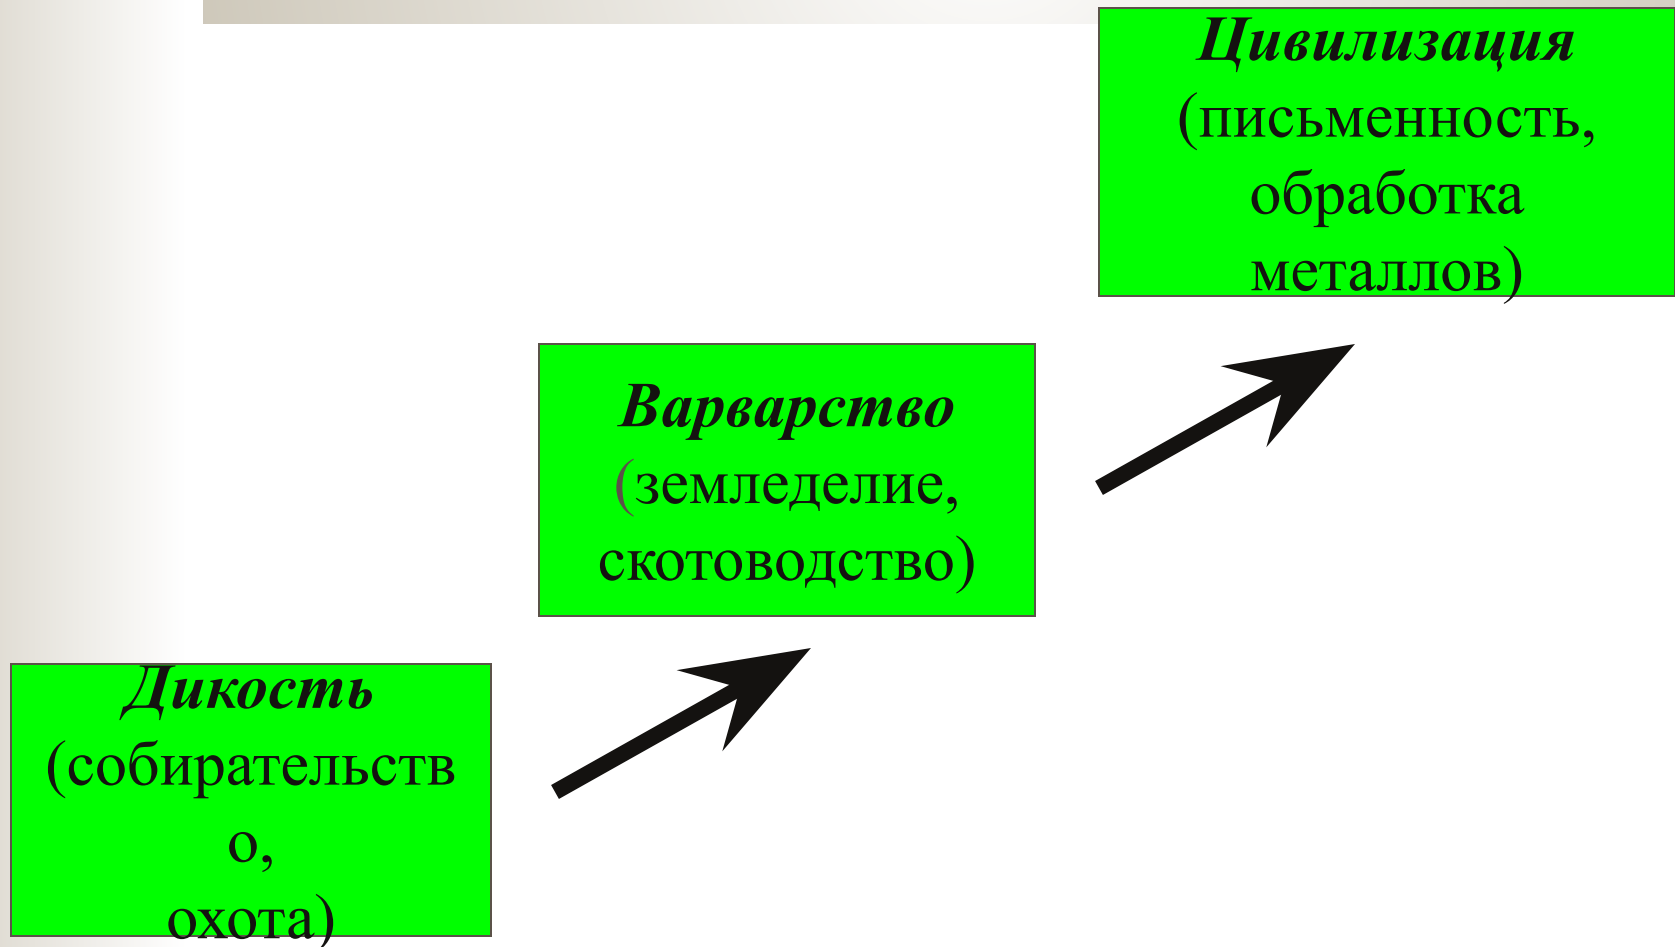 Цивилизация
(письменность,
обработка
металлов)
Варварство
(земледелие,
скотоводство)
Дикость
(собирательств
о,
охота)